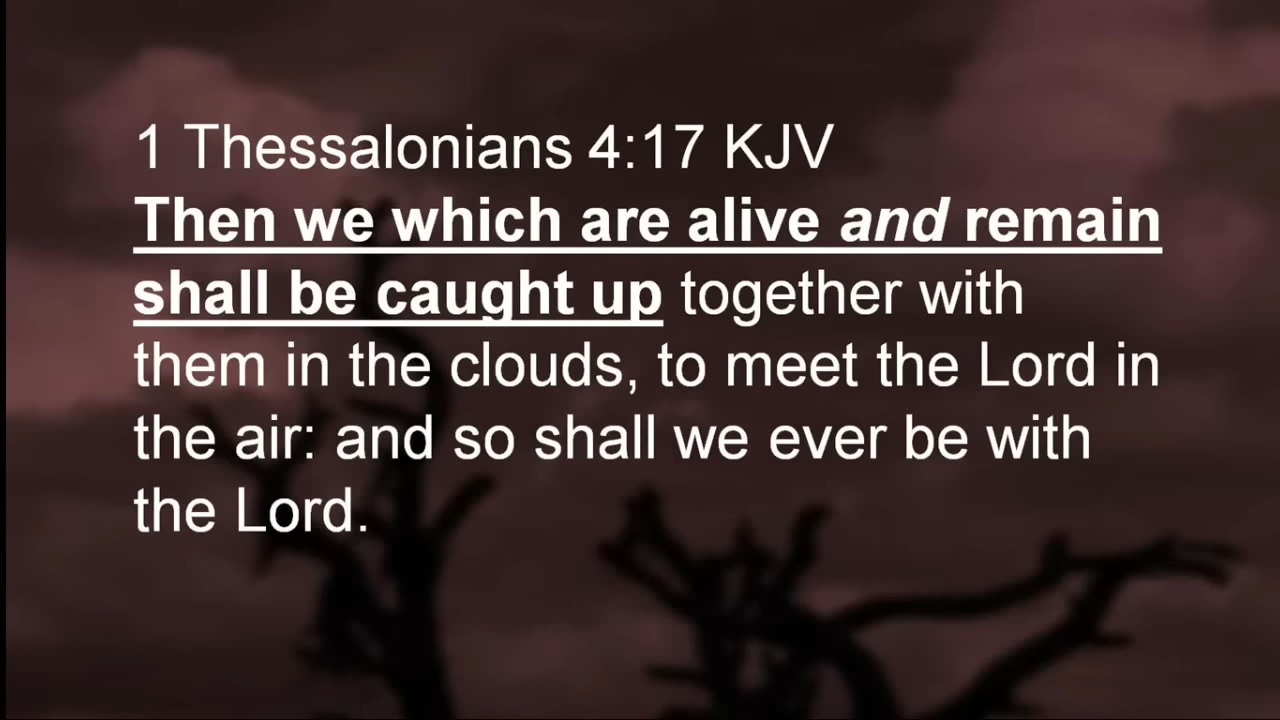 1 Thessalonians 4:17 KJV
Then we which are alive and remain
shall be caught up together with
them in the clouds, to meet the Lord in
the air: and so shall we ever be with
the Lord.